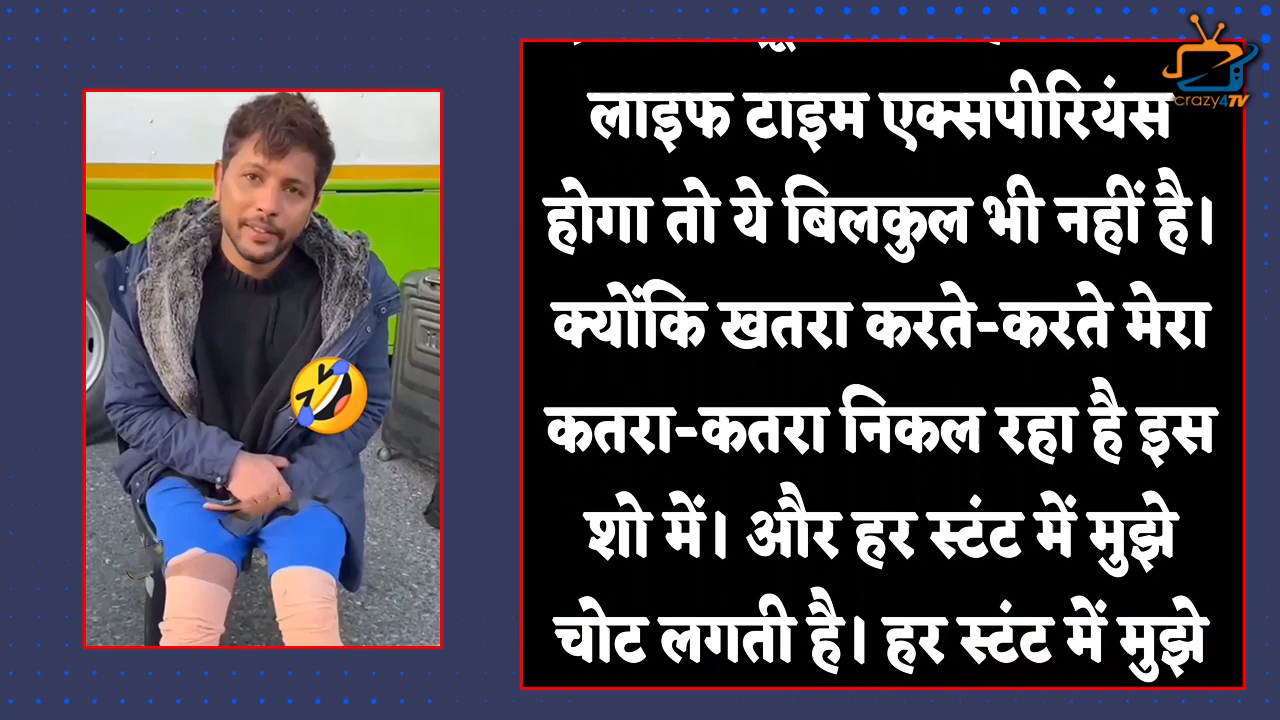 crazy4TV
लाइफ टाइम एक्सपीरियंस
होगा तो ये बिलकुल भी नहीं है।
क्योंकि खतरा करते-करते मेरा
कतरा-कतरा निकल रहा है इस
शो में। और हर स्टंट में मुझे
चोट लगती है। हर स्टंट में मुझे